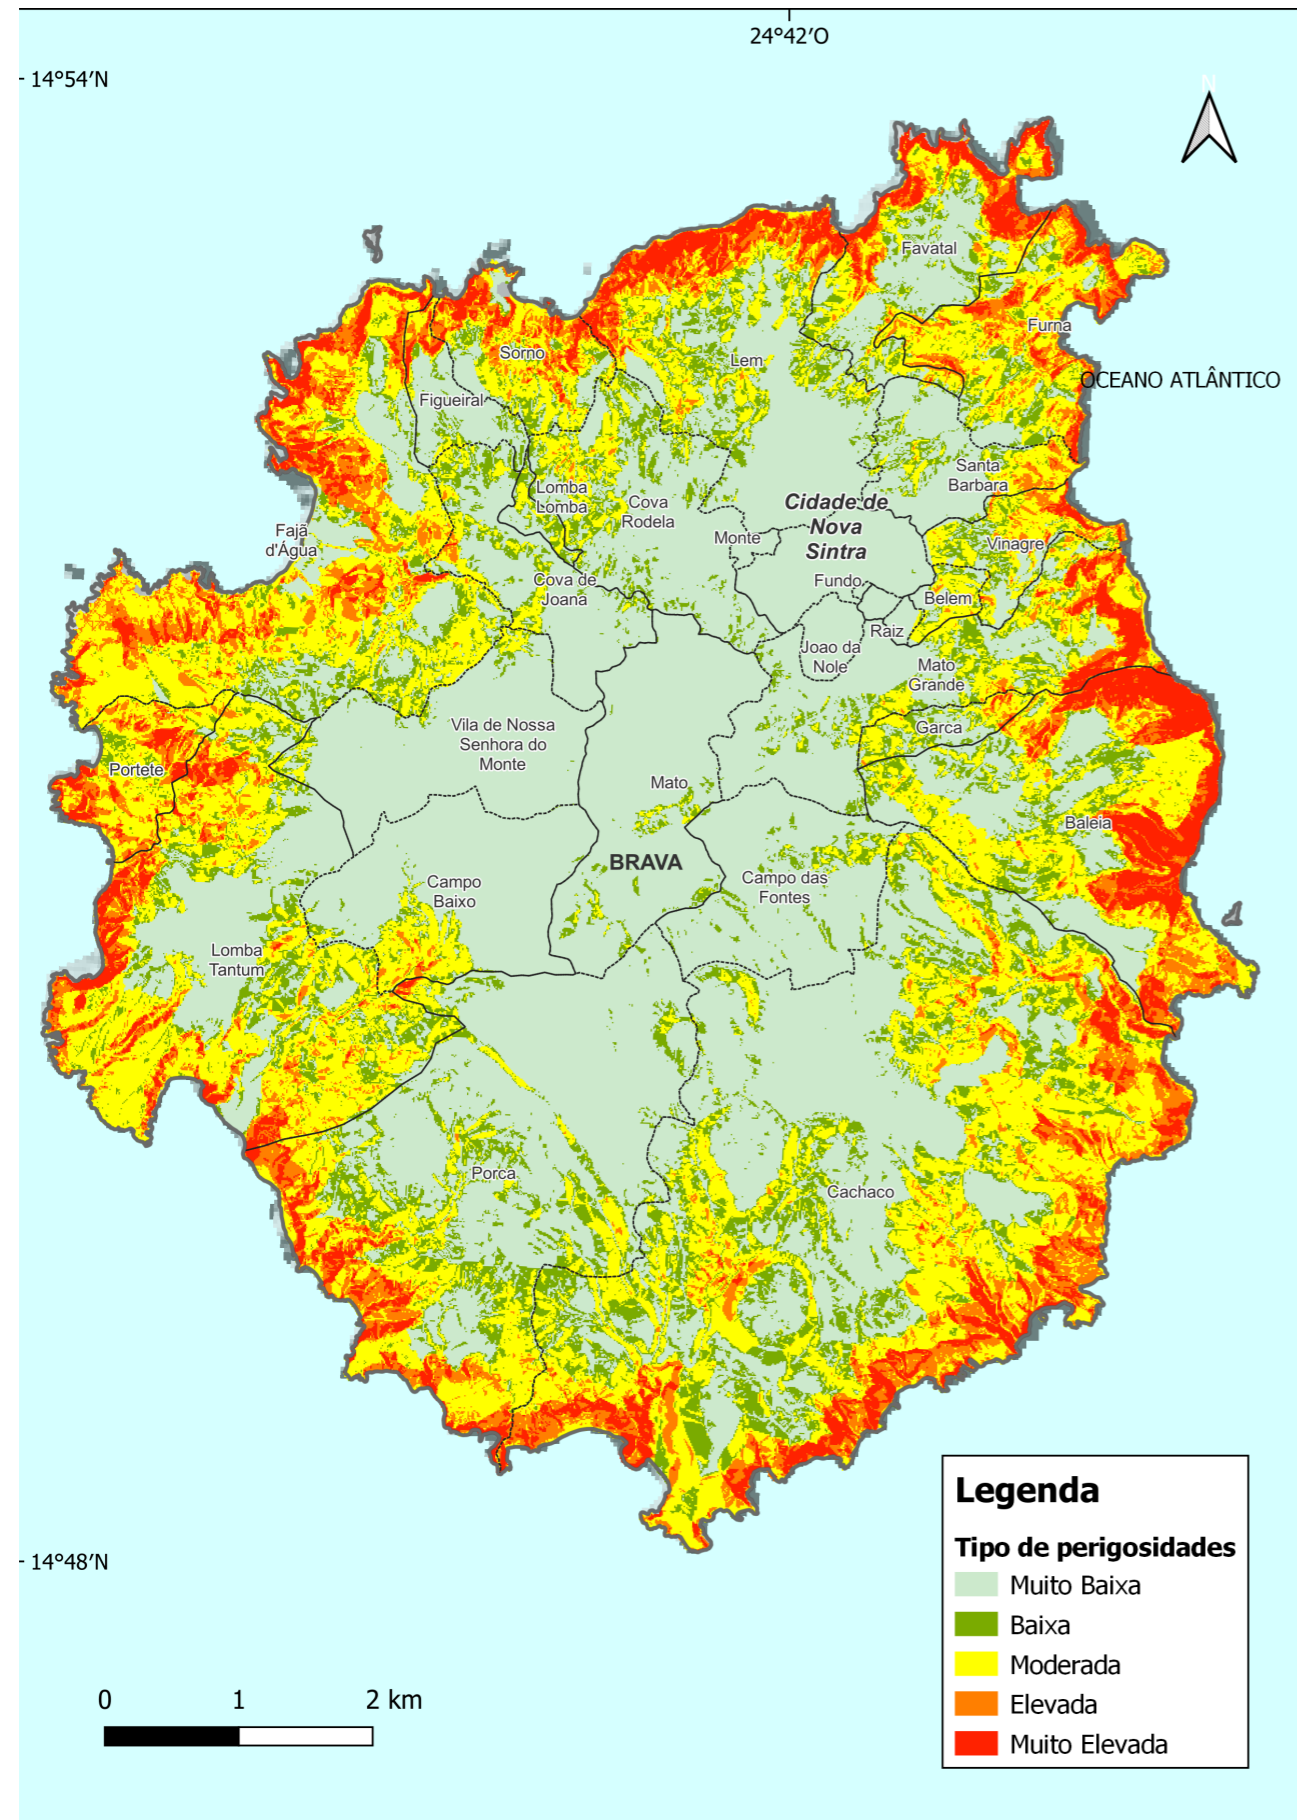 24°42′O
14°54′N
N
Favatal
Furna
Sorno
Lem
OCEANO ATLÂNTICO
Figueiral
Santa
Barbara
Lomba
Lomba
Cova
Rodela
Cidade de
Nova
Sintra
Fajã
d'Água
Monte
Vinagre
Cova de
Joana
Fundo
Belem
Raiz
Joao da
Nole
Mato
Grande
Vila de Nossa
Senhora do
Monte
Garca
Portete
Mato
Baleia
BRAVA
Campo
Baixo
Campo das
Fontes
Lomba
Tantum
Porca
Cachaco
14°48′N
Legenda
Tipo de perigosidades
Muito Baixa
Baixa
Moderada
Elevada
Muito Elevada
0 1 2 km